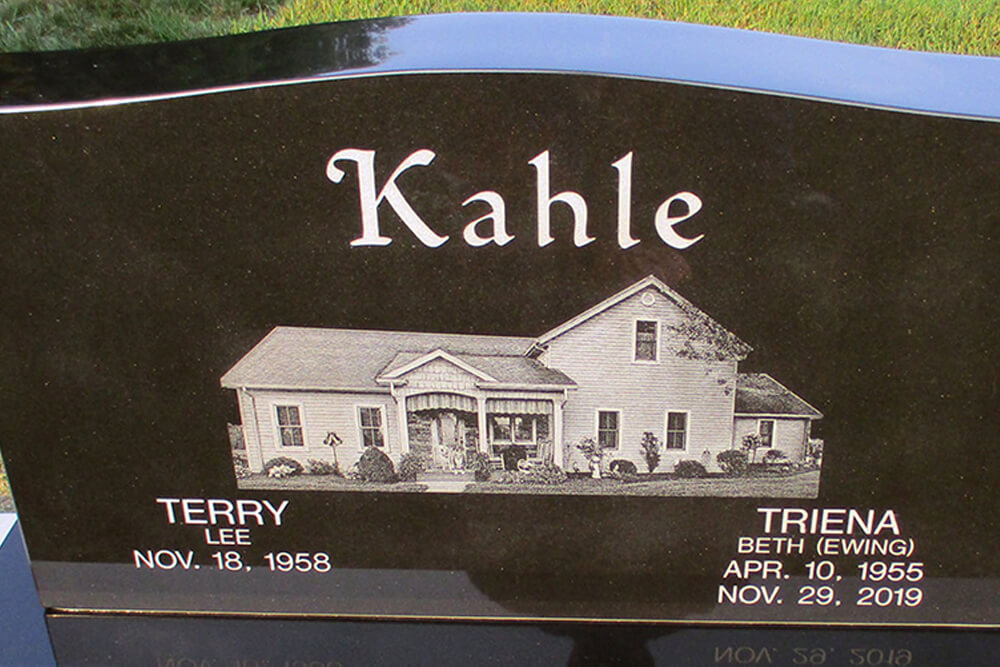 Kahle
TERRY
LEE
NOV. 18, 1958
TRIENA
BETH (EWING)
APR. 10, 1955
NOV. 29, 2019